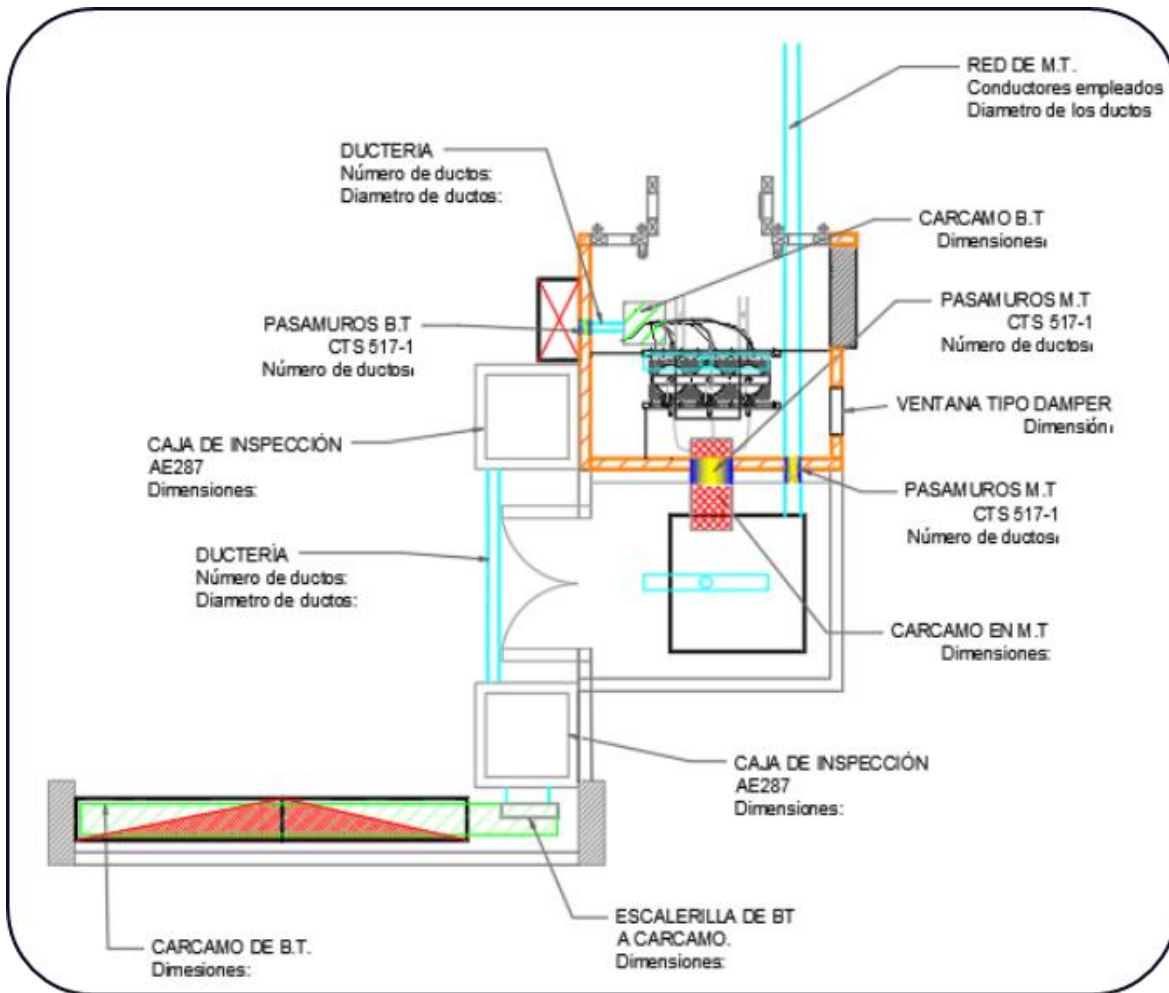 RED DE M.T.
Conductores empleados
Diametro de los ductos
DUCTERIA
Número de ductos:
Diametro de ductos:
CARCAMO B.T
Dimensiones:
PASAMUROS B.T
CTS 517-1
Número de ductos:
PASAMUROS M.T
CTS 517-1
Número de ductos:
VENTANA TIPO DAMPER
Dimensión:
CAJA DE INSPECCIÓN
AE287
Dimensiones:
PASAMUROS M.T
CTS 517-1
Número de ductos:
DUCTERÌA
Número de ductos:
Diametro de ductos:
CARCAMO EN M.T
Dimensiones:
CAJA DE INSPECCIÓN
AE287
Dimensiones:
ESCALERILLA DE BT
A CARCAMO.
Dimensiones:
CARCAMO DE B.T.
Dimesiones: